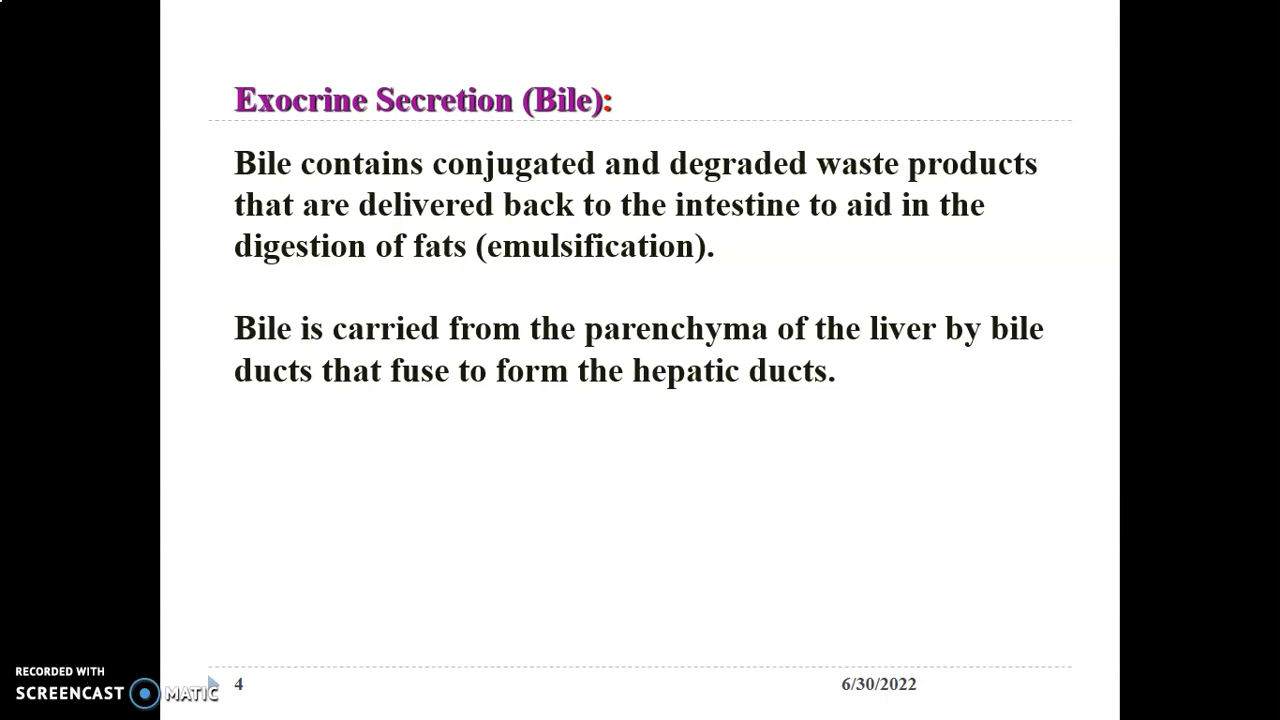 Exocrine Secretion (Bile):
Bile contains conjugated and degraded waste products
that are delivered back to the intestine to aid in the
digestion of fats (emulsification).
Bile is carried from the parenchyma of the liver by bile
ducts that fuse to form the hepatic ducts.
RECORDED WITH
SCREENCAST MATIC
4
6/30/2022